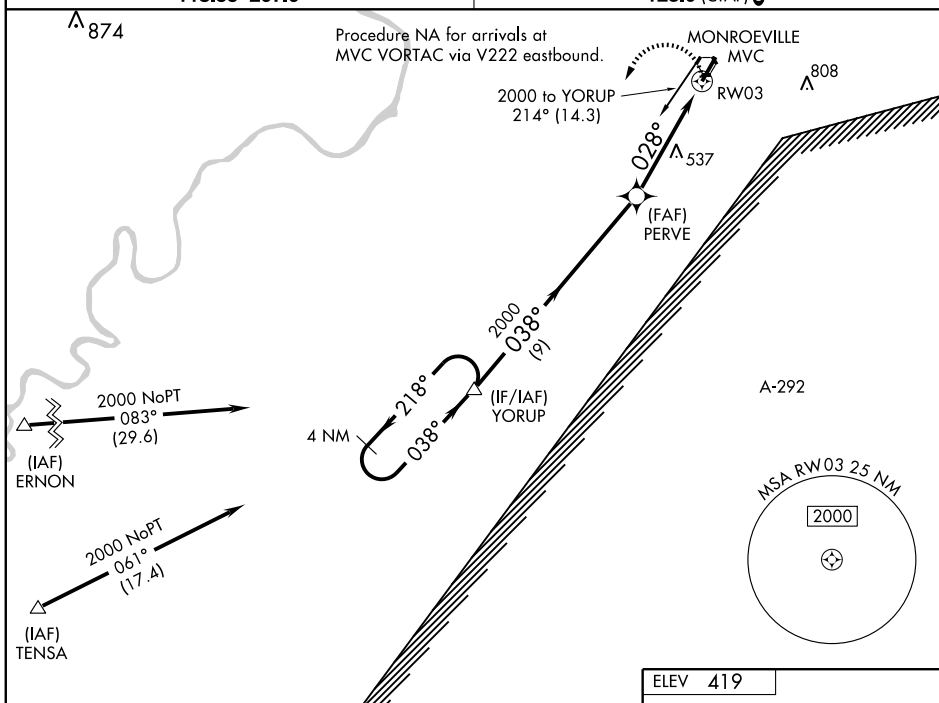 874
Procedure NA for arrivals at
MVC VORTAC via V222 eastbound.
MONROEVILLE
MVC
808
RW03
2000 to YORUP
214° (14.3)
028°
537
(FAF)
PERVE
2000
038°
(9)
A-292
218°
(IF/IAF)
YORUP
2000 NoPT
083°
(29.6)
4 NM
038°
(IAF)
ERNON
MSA RW03 25 NM
2000
2000 NoPT
061°
(17.4)
(IAF)
TENSA
ELEV 419